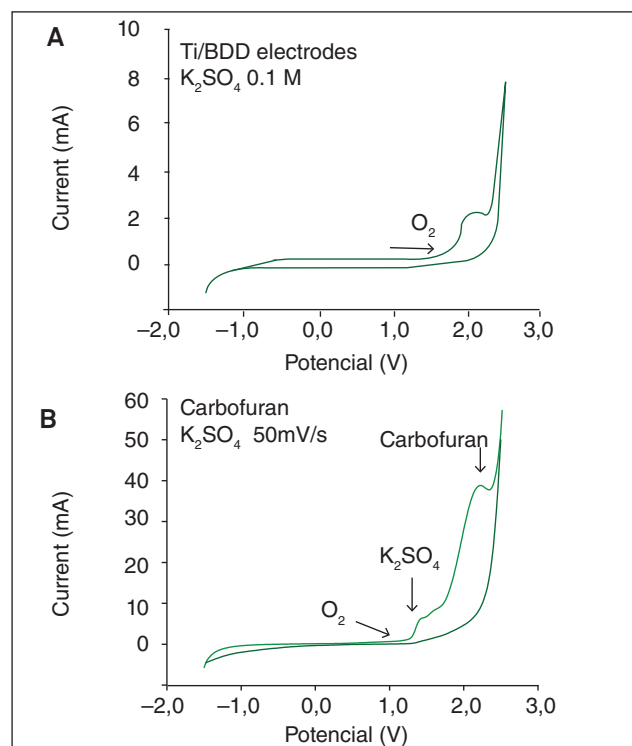 A
Ti/BDD electrodes
K₂SO₄ 0.1 M
Current (mA)
10
8
6
4
2
0
O₂
–2,0 –1,0 0,0 1,0 2,0 3,0
Potencial (V)
B
Carbofuran
K₂SO₄ 50mV/s
Current (mA)
60
50
40
30
20
10
0
Carbofuran
K₂SO₄
O₂
–2,0 –1,0 0,0 1,0 2,0 3,0
Potencial (V)